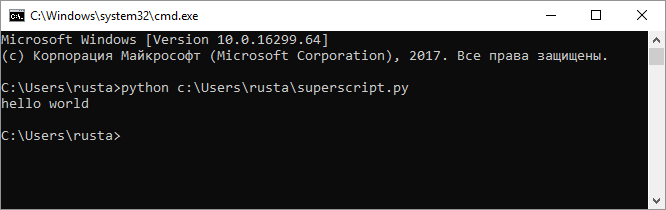 C:\Windows\system32\cmd.exe
Microsoft Windows [Version 10.0.16299.64]
(c) Корпорация Майкрософт (Microsoft Corporation), 2017. Все права защищены.
C:\Users\rusta>python c:\Users\rusta\superscript.py
hello world
C:\Users\rusta>